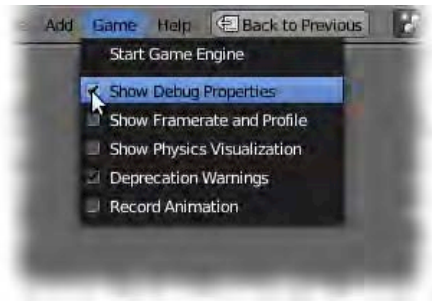 Add Game Help Back to Previous
Start Game Engine
Show Debug Properties
Show Framerate and Profile
Show Physics Visualization
Deprecation Warnings
Record Animation